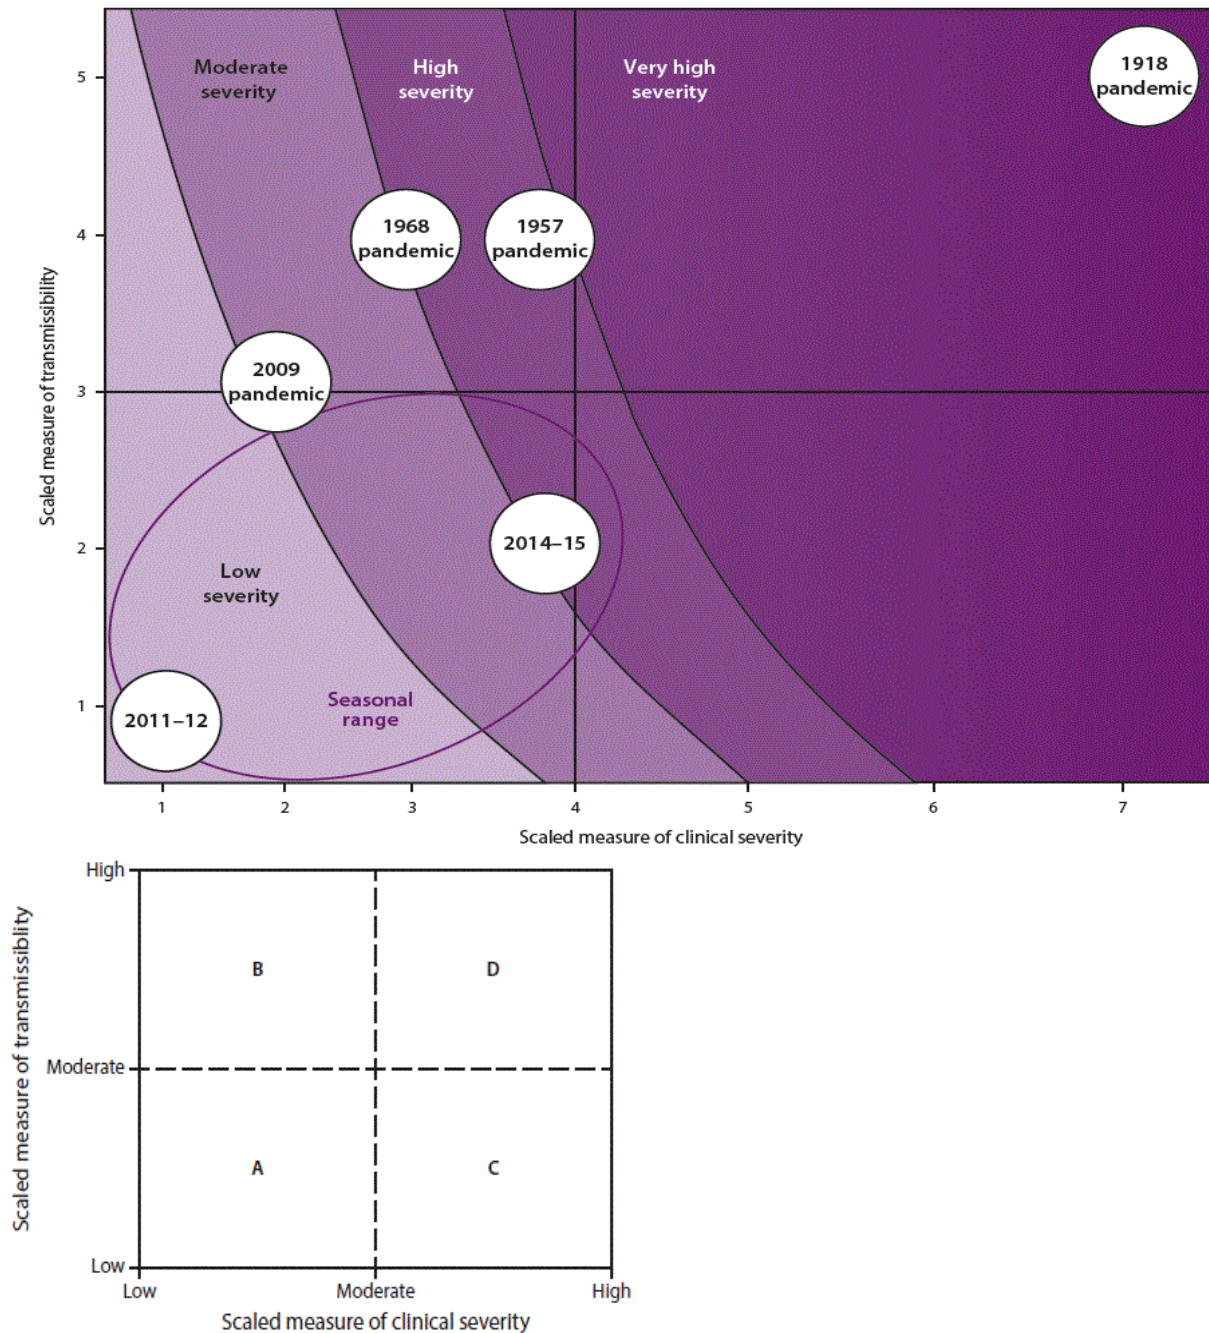 Moderate
severity
High
severity
Very high
severity
1918
pandemic
5
1968
pandemic
1957
pandemic
4
Scaled measure of transmissibility
2009
pandemic
3
2014–15
2
Low
severity
Seasonal
range
2011–12
1
1 2 3 4 5 6 7
Scaled measure of clinical severity
High
B D
Scaled measure of transmissiblity
Moderate
A C
Low
Low Moderate High
Scaled measure of clinical severity